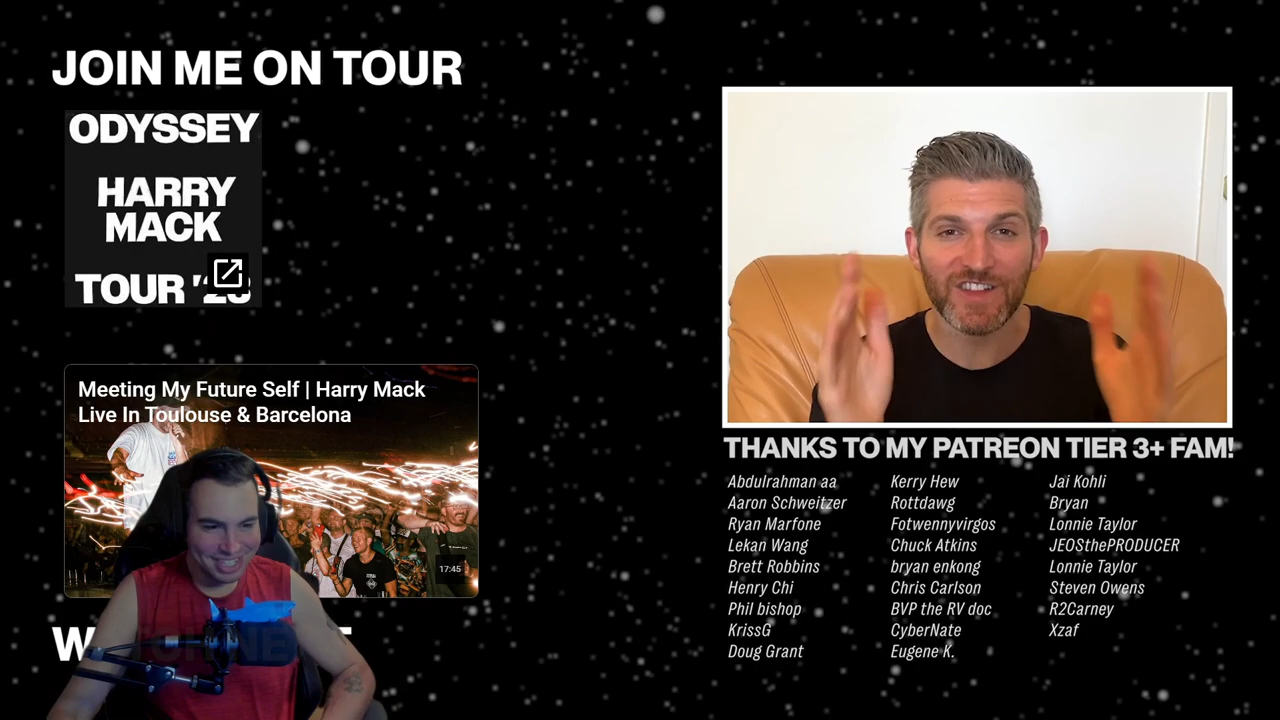 JOIN ME ON TOUR
ODYSSEY
HARRY
MACK
TOUR '23
Meeting My Future Self | Harry Mack
Live In Toulouse & Barcelona
17:45
WATCH NEXT
THANKS TO MY PATREON TIER 3+ FAM!
Abdulrahman aa
Aaron Schweitzer
Ryan Marfone
Lekan Wang
Brett Robbins
Henry Chi
Phil bishop
KrissG
Doug Grant
Kerry Hew
Rottdawg
Fotwennyvirgos
Chuck Atkins
bryan enkong
Chris Carlson
BVP the RV doc
CyberNate
Eugene K.
Jai Kohli
Bryan
Lonnie Taylor
JEOSthePRODUCER
Lonnie Taylor
Steven Owens
R2Carney
Xzaf